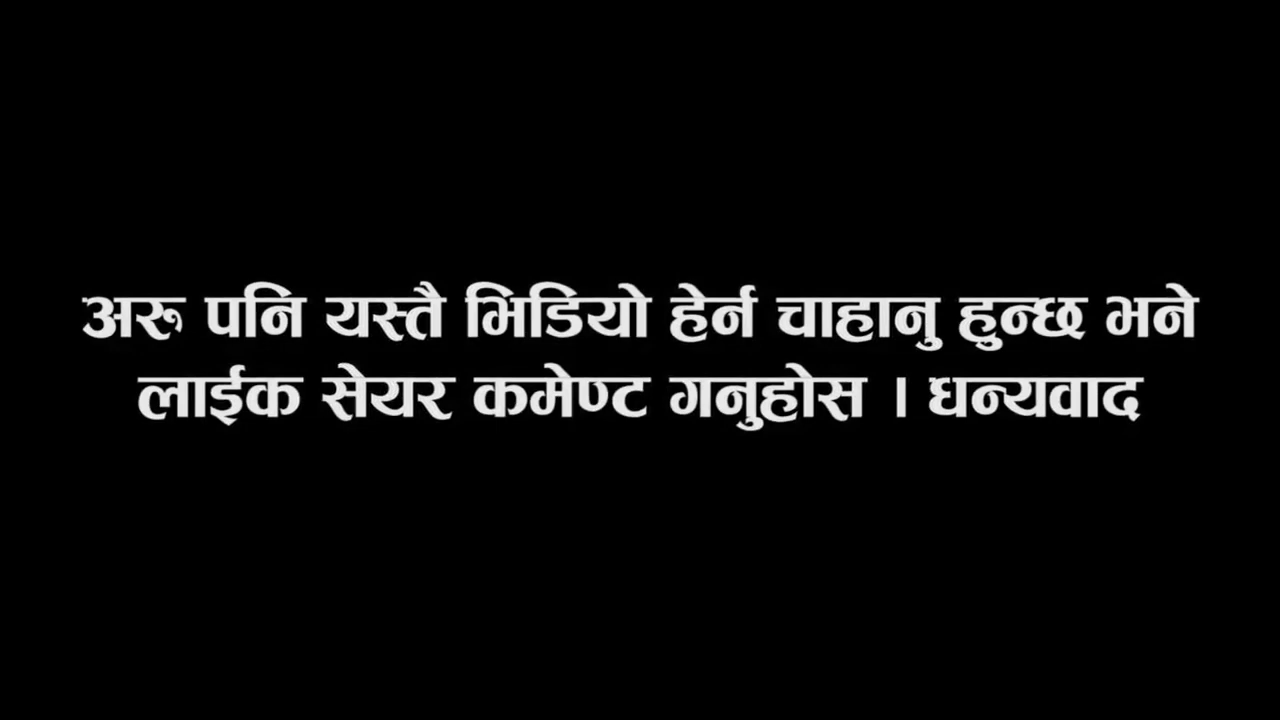 अरु पनि यस्तै भिडियो हेर्न चाहानु हुन्छ भने
लाईक सेयर कमेण्ट गनुहोस । धन्यवाद